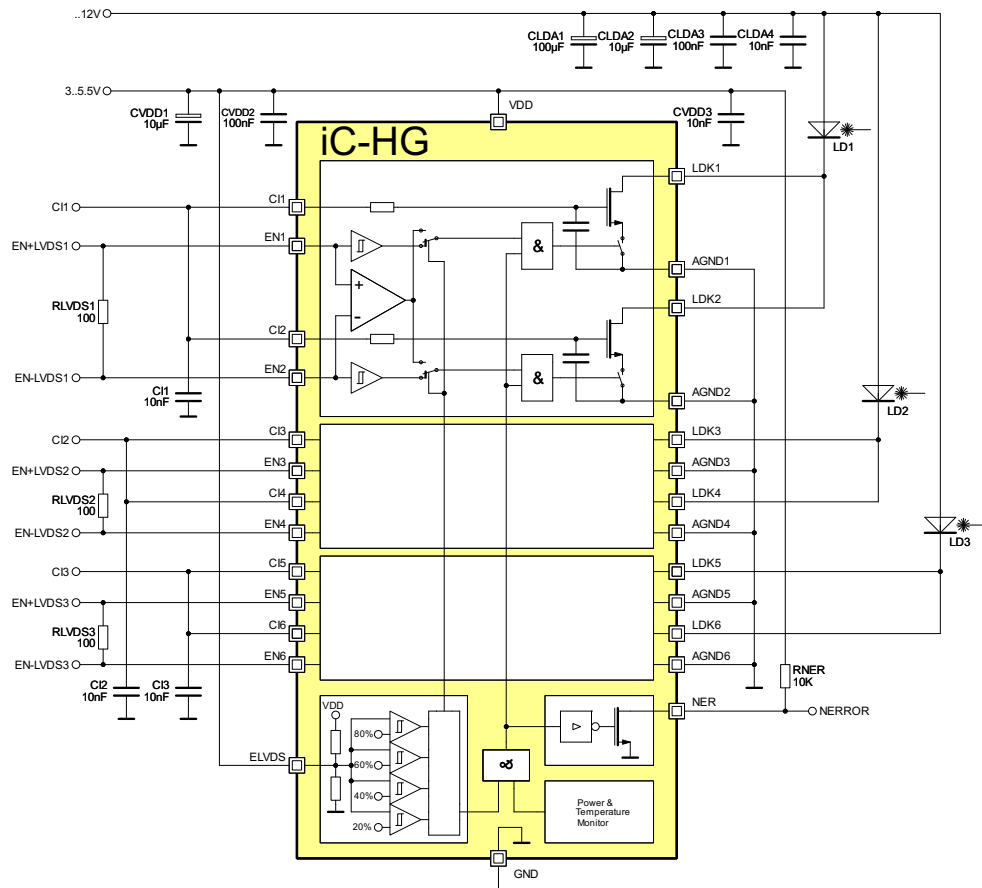 ..12V
CLDA1
100µF
CLDA2
10µF
CLDA3
100nF
CLDA4
10nF
3..5.5V
CVDD1
10µF
CVDD2
100nF
VDD
CVDD3
10nF
LD1
iC-HG
LDK1
CI1
CI1
EN+LVDS1
EN1
&
AGND1
RLVDS1
100
+
-
LDK2
CI2
EN-LVDS1
EN2
&
CI1
10nF
AGND2
LD2
CI2
CI3
LDK3
EN+LVDS2
EN3
AGND3
RLVDS2
100
CI4
LDK4
EN-LVDS2
EN4
AGND4
LD3
CI3
CI5
LDK5
EN+LVDS3
EN5
AGND5
RLVDS3
100
CI6
LDK6
EN-LVDS3
EN6
AGND6
CI2
10nF
CI3
10nF
RNER
10K
VDD
NER
NERROR
80%
ELVDS
60%
&
40%
20%
Power &
Temperature
Monitor
GND